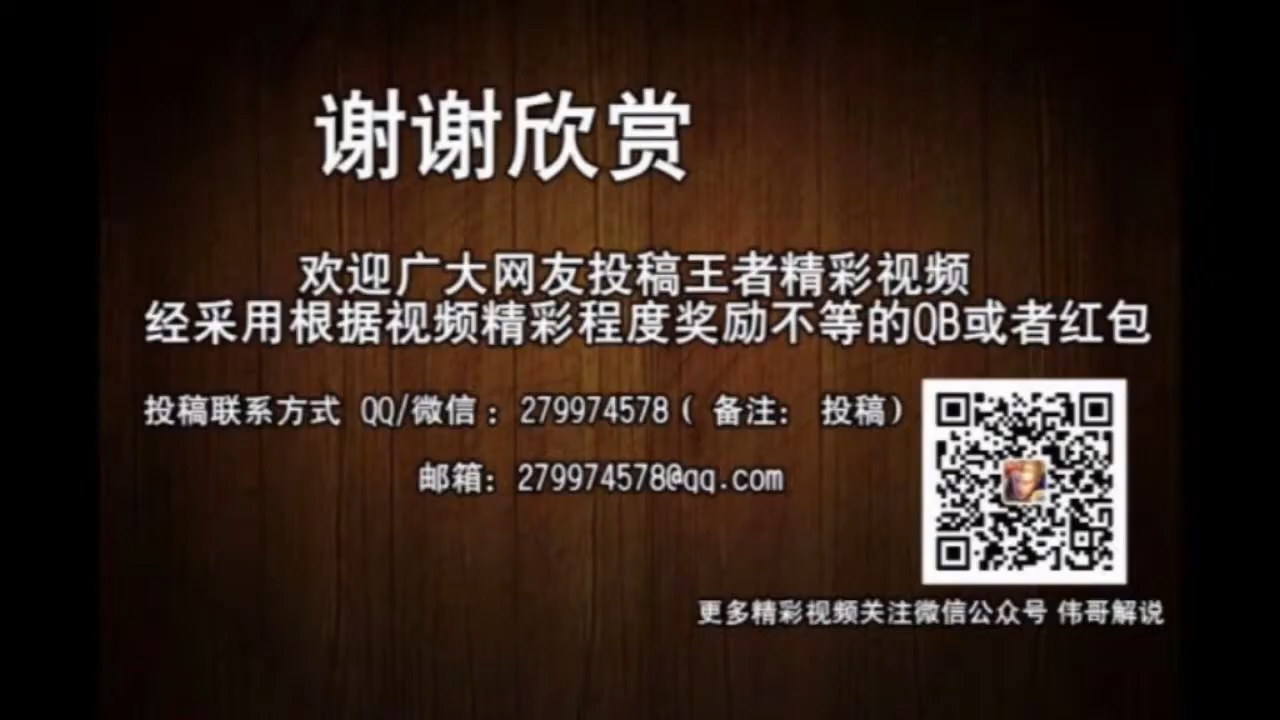 谢谢欣赏
欢迎广大网友投稿王者精彩视频
经采用根据视频精彩程度奖励不等的QB或者红包
投稿联系方式 QQ/微信：279974578（ 备注： 投稿）
邮箱：279974578@qq.com
更多精彩视频关注微信公众号 伟哥解说